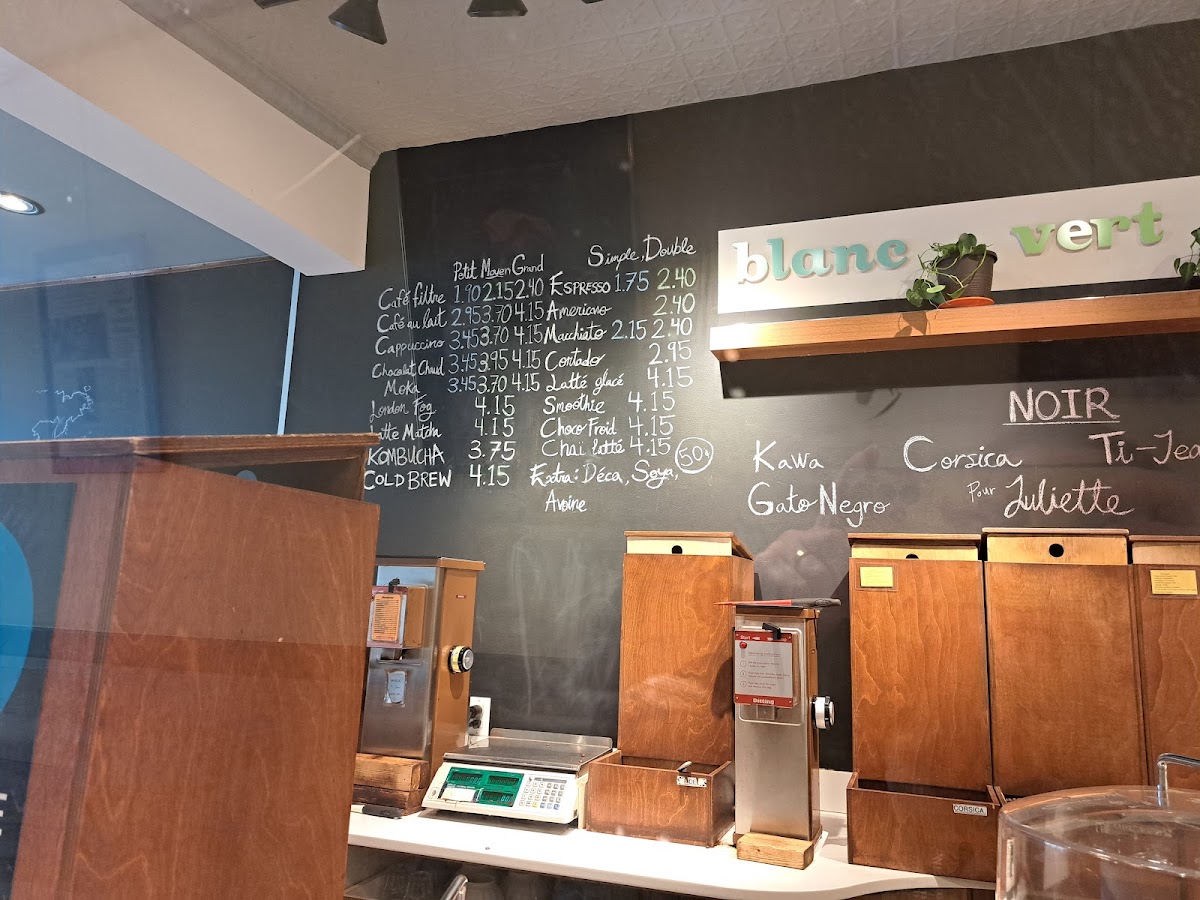 Petit Moyen Grand
Café filtre 1.90 2.15 2.40
Café au lait 2.95 3.70 4.15
Cappuccino 3.45 3.70 4.15
Chocolat Chaud 3.45 3.95 4.15
Moka 3.45 3.70 4.15
London Fog 4.15
Latte Matcha 4.15
KOMBUCHA 3.75
COLD BREW 4.15
Simple, Double
ESPRESSO 1.75 2.40
Americano 2.40
Macchiato 2.15 2.40
Cortado 2.95
Latté glacé 4.15
Smoothie 4.15
Choco Froid 4.15
Chaï latté 4.15
Extra: Déca, Soya, 50¢
Avoine
blanc vert
NOIR
Kawa Corsica Ti-Jea
Gato Negro Pour Juliette
Start
Ditting
CORSICA